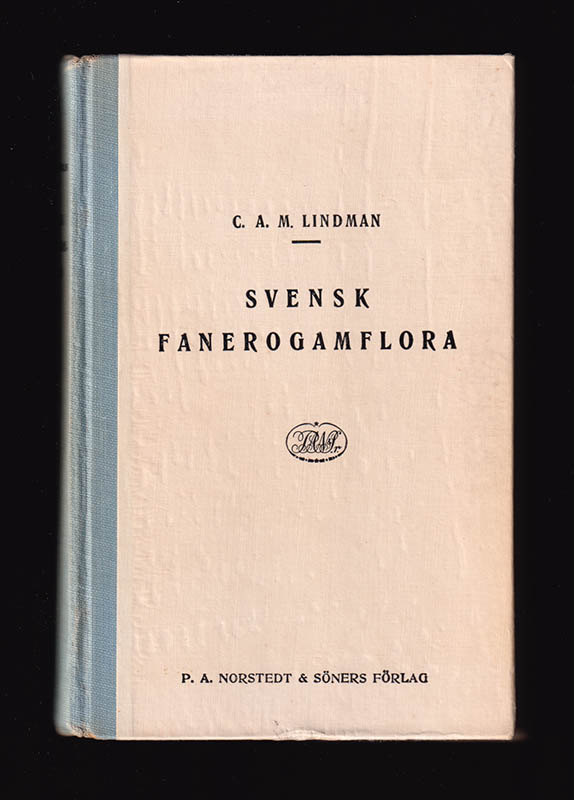 C. A. M. LINDMAN
SVENSK
FANEROGAMFLORA
P. A. NORSTEDT & SÖNERS FÖRLAG